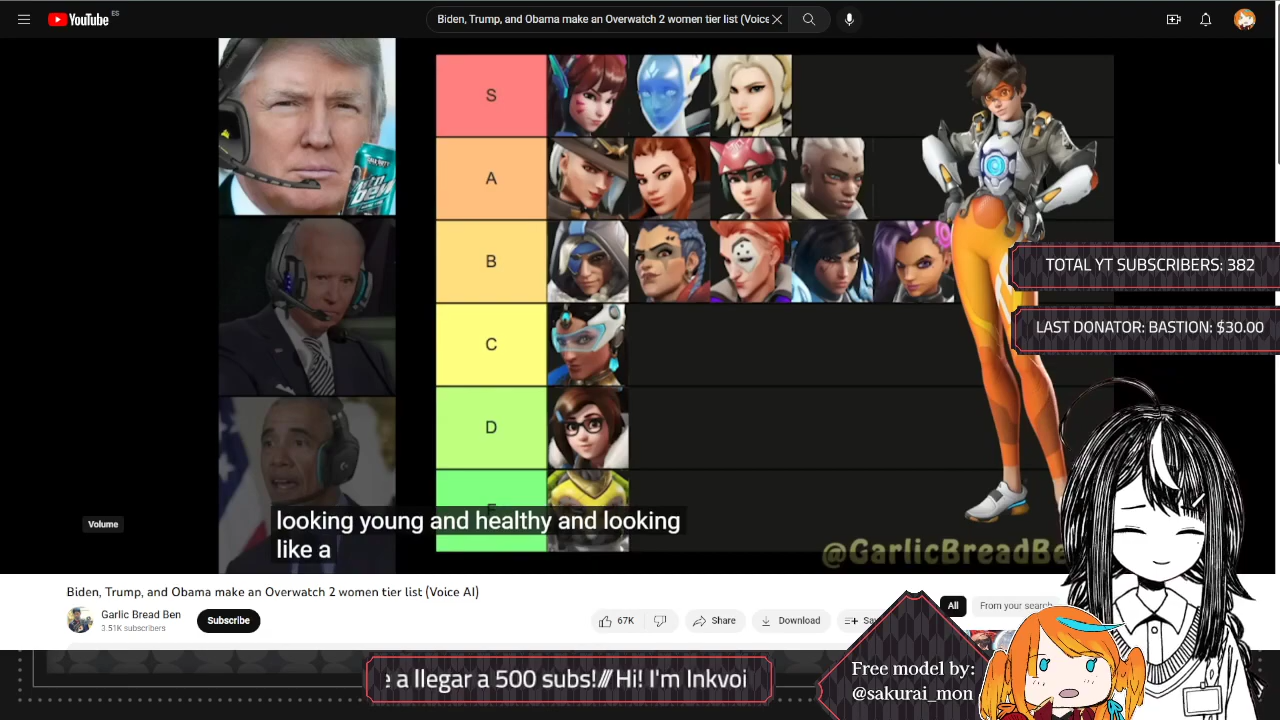 YouTube ES
Biden, Trump, and Obama make an Overwatch 2 women tier list (Voice
S
A
B
C
D
F
TOTAL YT SUBSCRIBERS: 382
LAST DONATOR: BASTION: $30.00
looking young and healthy and looking
like a
Volume
@GarlicBreadBe
Biden, Trump, and Obama make an Overwatch 2 women tier list (Voice AI)
Garlic Bread Ben
3.51K subscribers
Subscribe
67K
Share
Download
Sav
All
From your search
e a llegar a 500 subs!/// Hi! I'm Inkvoi
Free model by:
@sakurai_mon